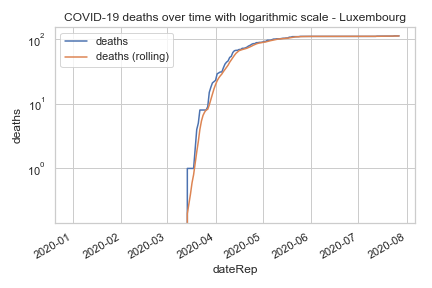 COVID-19 deaths over time with logarithmic scale - Luxembourg
deaths
deaths (rolling)
10²
10¹
10⁰
deaths
2020-01
2020-02
2020-03
2020-04
2020-05
2020-06
2020-07
2020-08
dateRep